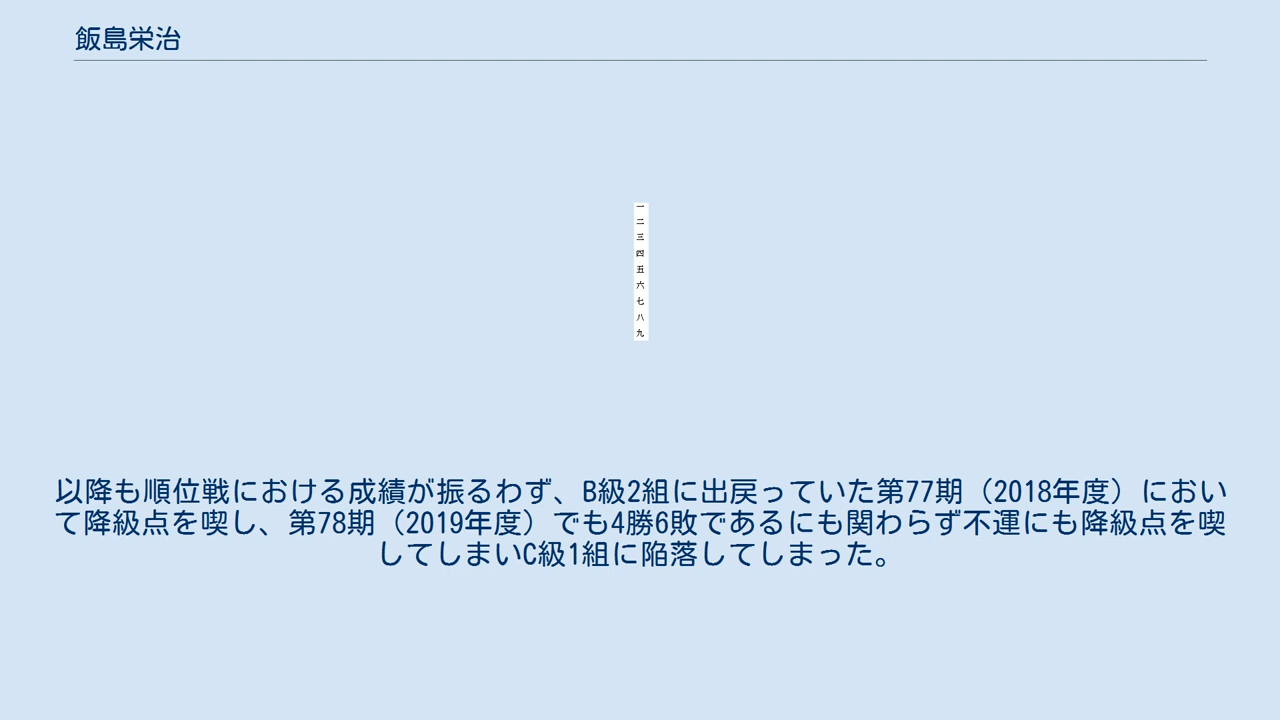 飯島栄治
一
二
三
四
五
六
七
八
九
以降も順位戦における成績が振るわず、B級2組に出戻っていた第77期（2018年度）におい
て降級点を喫し、第78期（2019年度）でも4勝6敗であるにも関わらず不運にも降級点を喫
してしまいC級1組に陥落してしまった。